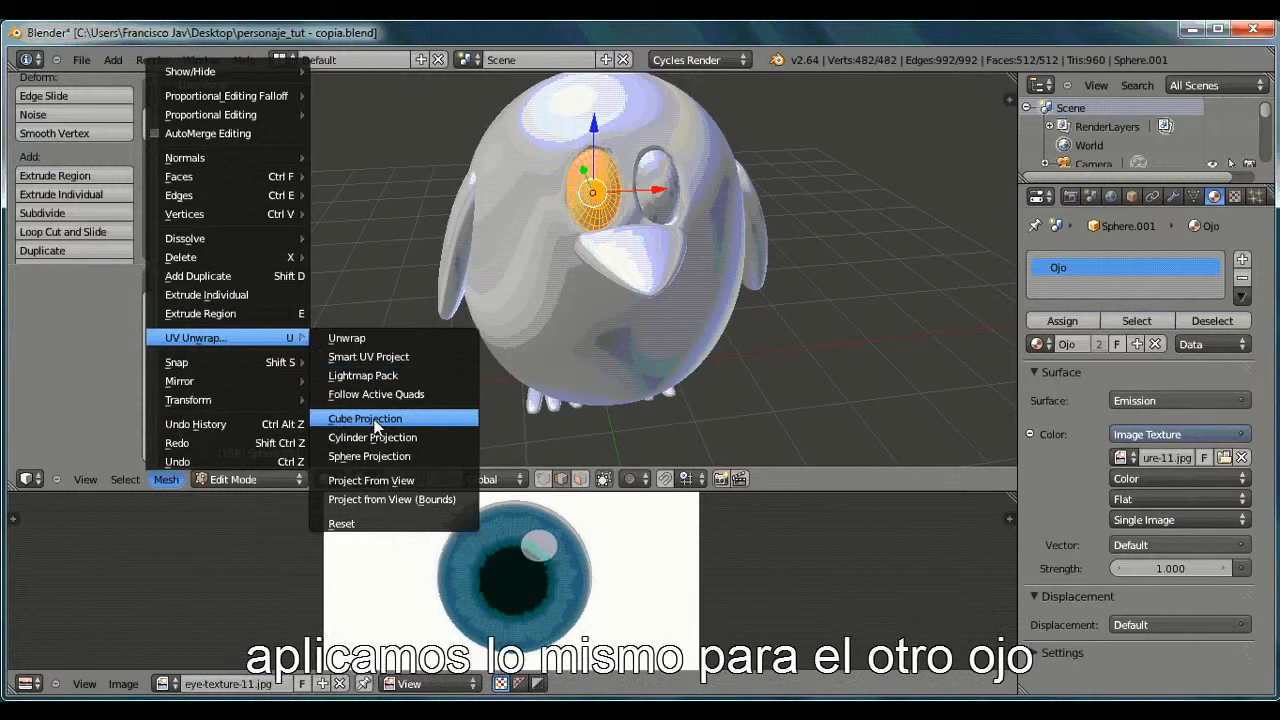 Blender* [C:\Users\Francisco Jav\Desktop\personaje_tut - copia.blend]
File Add Default Scene Cycles Render v2.64 | Verts:482/482 | Edges:992/992 | Faces:512/512 | Tris:960 | Sphere.001
Deform:
Edge Slide
Noise
Smooth Vertex
Add:
Extrude Region
Extrude Individual
Subdivide
Loop Cut and Slide
Duplicate
Show/Hide
Proportional Editing Falloff
Proportional Editing
AutoMerge Editing
Normals
Faces Ctrl F
Edges Ctrl E
Vertices Ctrl V
Dissolve
Delete X
Add Duplicate Shift D
Extrude Individual
Extrude Region E
UV Unwrap... U
Snap Shift S
Mirror
Transform
Undo History Ctrl Alt Z
Redo Shift Ctrl Z
Undo Ctrl Z
Unwrap
Smart UV Project
Lightmap Pack
Follow Active Quads
Cube Projection
Cylinder Projection
Sphere Projection
Project From View
Project from View (Bounds)
Reset
View Select Mesh Edit Mode
View Search All Scenes
Scene
RenderLayers
World
Camera
Sphere.001 Ojo
Ojo
Assign Select Deselect
Ojo 2 F Data
Surface
Surface: Emission
Color: Image Texture
ure-11.jpg F
Color
Flat
Single Image
Vector: Default
Strength: 1.000
Displacement
Displacement: Default
Settings
aplicamos lo mismo para el otro ojo
View Image eye-texture-11.jpg F View